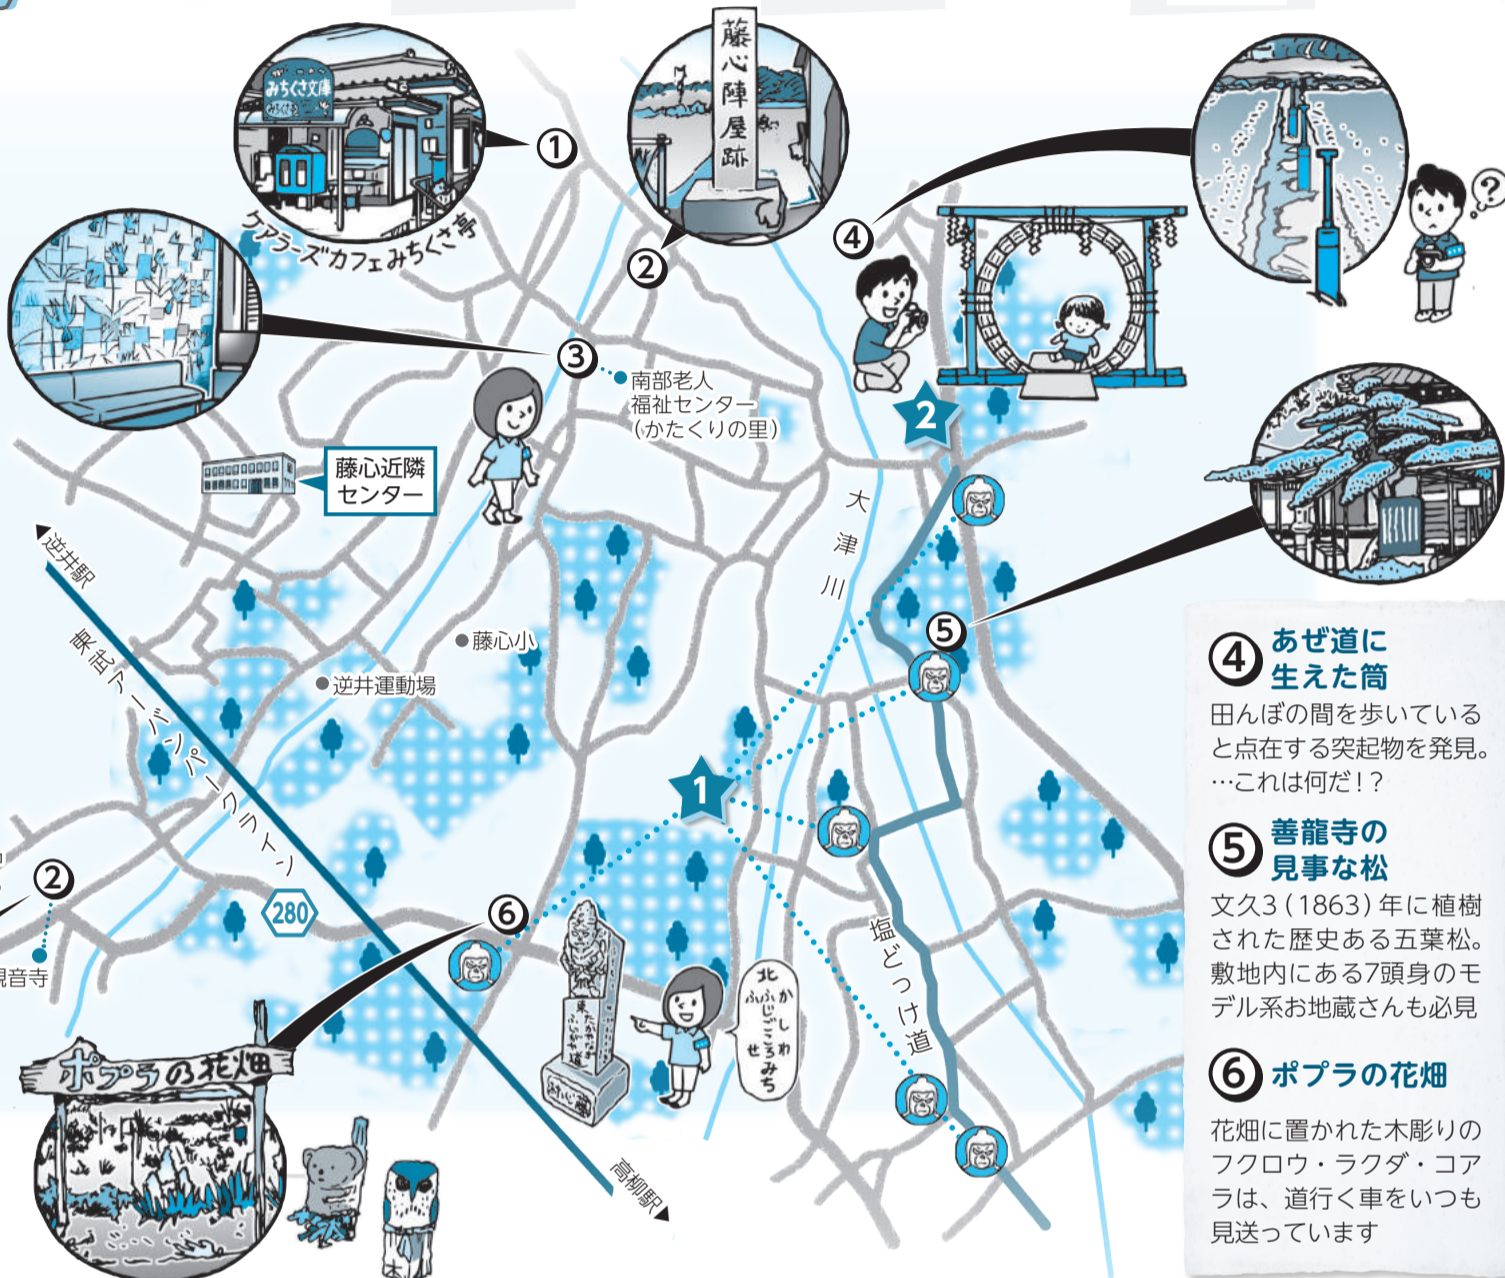 みちくさ文庫
みちくさ亭
ケアラーズカフェみちくさ亭
①
藤心陣屋跡
②
④
?
③
南部老人
福祉センター
(かたくりの里)
2
藤心近隣
センター
大津川
逆井駅
東武アーバンパークライン
藤心小
⑤
逆井運動場
1
②
観音寺
280
⑥
塩どっけ道
北 かしわ
ふじごころみち
せ
ポプラの花畑
高柳駅
④ あぜ道に
生えた筒
田んぼの間を歩いている
と点在する突起物を発見。
…これは何だ!?
⑤ 善龍寺の
見事な松
文久3(1863)年に植樹
された歴史ある五葉松。
敷地内にある7頭身のモ
デル系お地蔵さんも必見
⑥ ポプラの花畑
花畑に置かれた木彫りの
フクロウ・ラクダ・コア
ラは、道行く車をいつも
見送っています